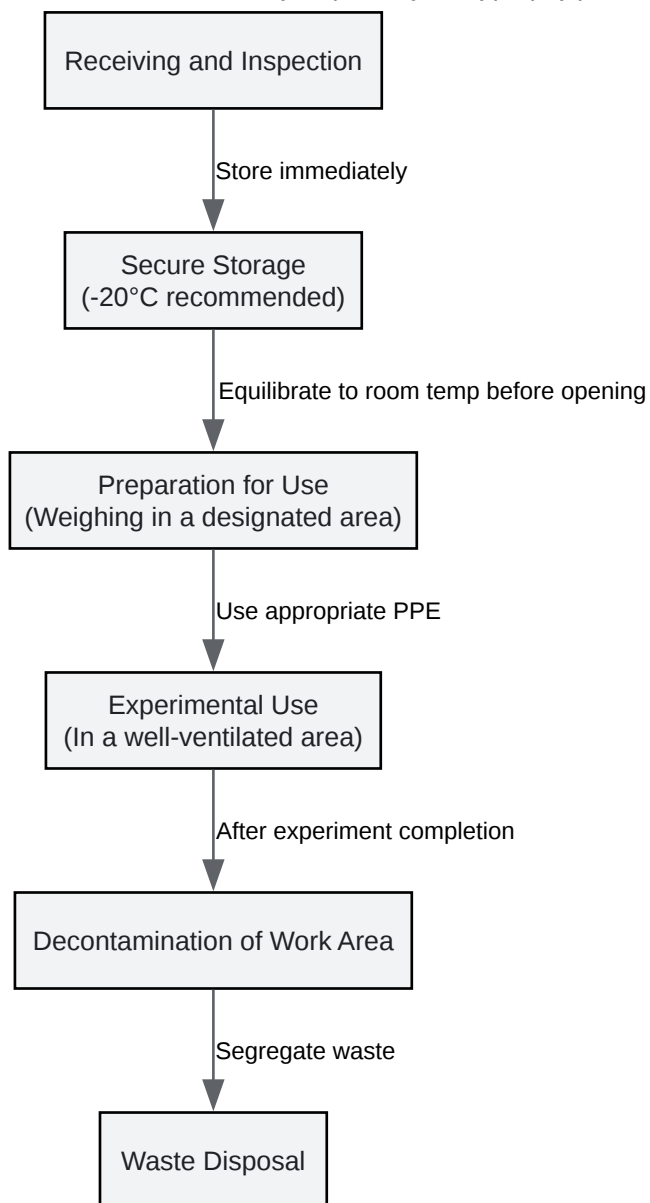 Receiving and Inspection
Store immediately
Secure Storage
(-20°C recommended)
Equilibrate to room temp before opening
Preparation for Use
(Weighing in a designated area)
Use appropriate PPE
Experimental Use
(In a well-ventilated area)
After experiment completion
Decontamination of Work Area
Segregate waste
Waste Disposal